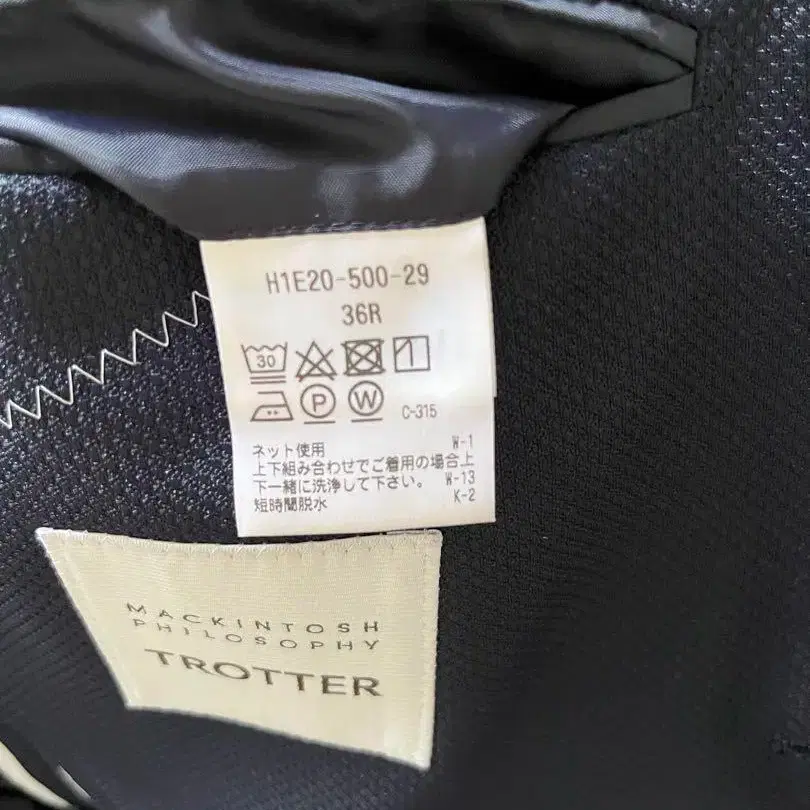 H1E20-500-29
36R
30
P W C-315
ネット使用 W-1
上下組み合わせでご着用の場合上
下一緒に洗浄して下さい。 W-13
短時間脱水 K-2
MACKINTOSH
PHILOSOPHY
TROTTER